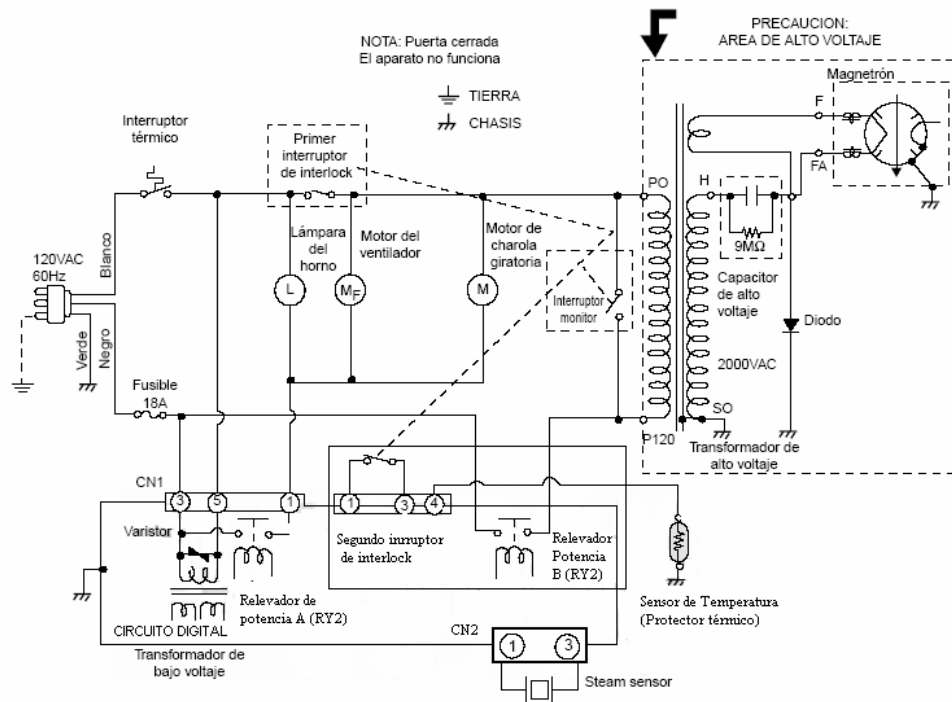 PRECAUCION:
AREA DE ALTO VOLTAJE
NOTA: Puerta cerrada
El aparato no funciona
TIERRA
CHASIS
Magnetrón
F
FA
Interruptor
térmico
Primer
interruptor
de interlock
PO
H
9MΩ
Capacitor
de alto
voltaje
Blanco
120VAC
60Hz
Lámpara
del
horno
Motor del
ventilador
Motor de
charola
giratoria
L
MF
M
Interruptor
monitor
Diodo
2000VAC
Verde
Negro
Fusible
18A
SO
P120
Transformador de
alto voltaje
CN1
3
5
1
1
3
4
Varistor
Segundo inrruptor
de interlock
Relevador
Potencia
B (RY2)
Relevador de
potencia A (RY2)
Sensor de Temperatura
(Protector térmico)
CIRCUITO DIGITAL
Transformador de
bajo voltaje
CN2
1
3
Steam sensor